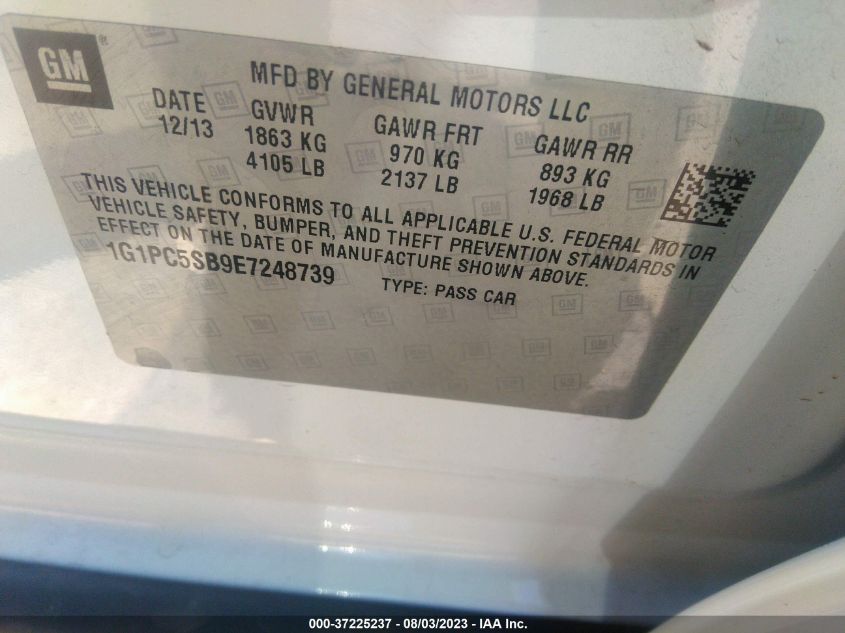 GM®
MFD BY GENERAL MOTORS LLC
DATE GVWR GAWR FRT GAWR RR
12/13 1863 KG 970 KG 893 KG
4105 LB 2137 LB 1968 LB
THIS VEHICLE CONFORMS TO ALL APPLICABLE U.S. FEDERAL MOTOR
VEHICLE SAFETY, BUMPER, AND THEFT PREVENTION STANDARDS IN
EFFECT ON THE DATE OF MANUFACTURE SHOWN ABOVE.
1G1PC5SB9E7248739 TYPE: PASS CAR
000-37225237 - 08/03/2023 - IAA Inc.